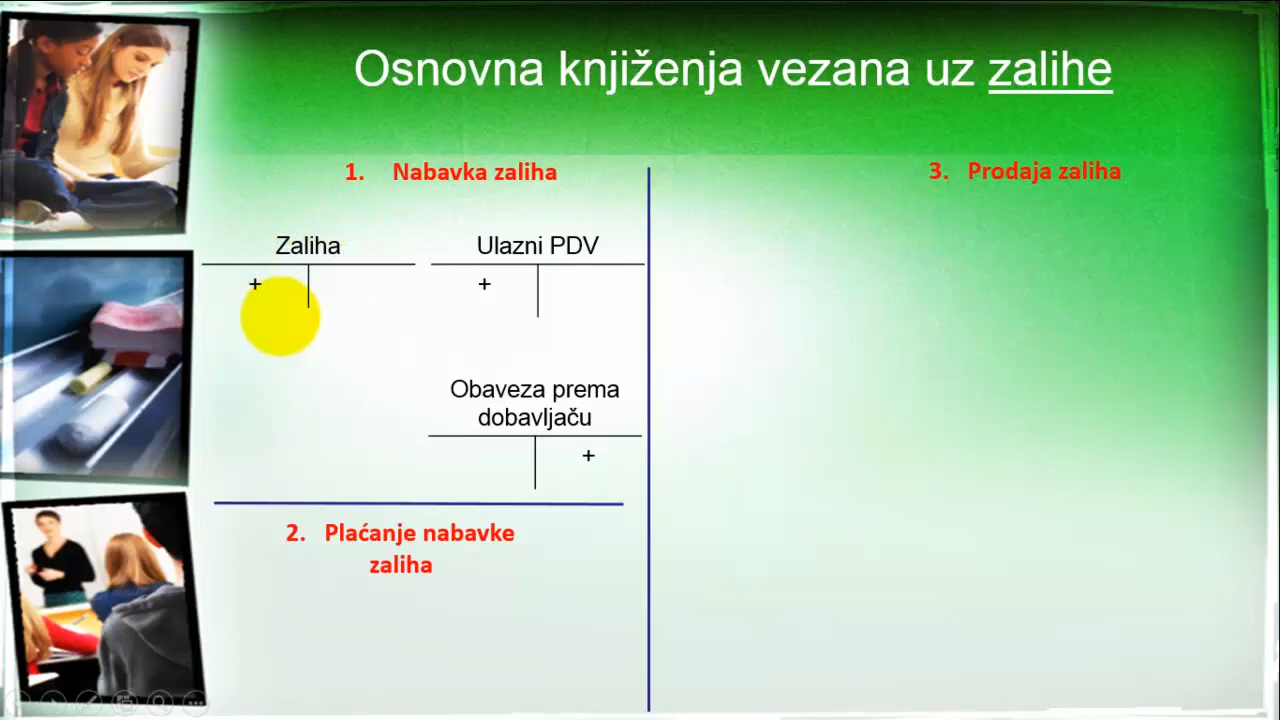 Osnovna knjiženja vezana uz zalihe
1. Nabavka zaliha
Zaliha
Ulazni PDV
+
+
Obaveza prema
dobavljaču
+
2. Plaćanje nabavke
zaliha
3. Prodaja zaliha